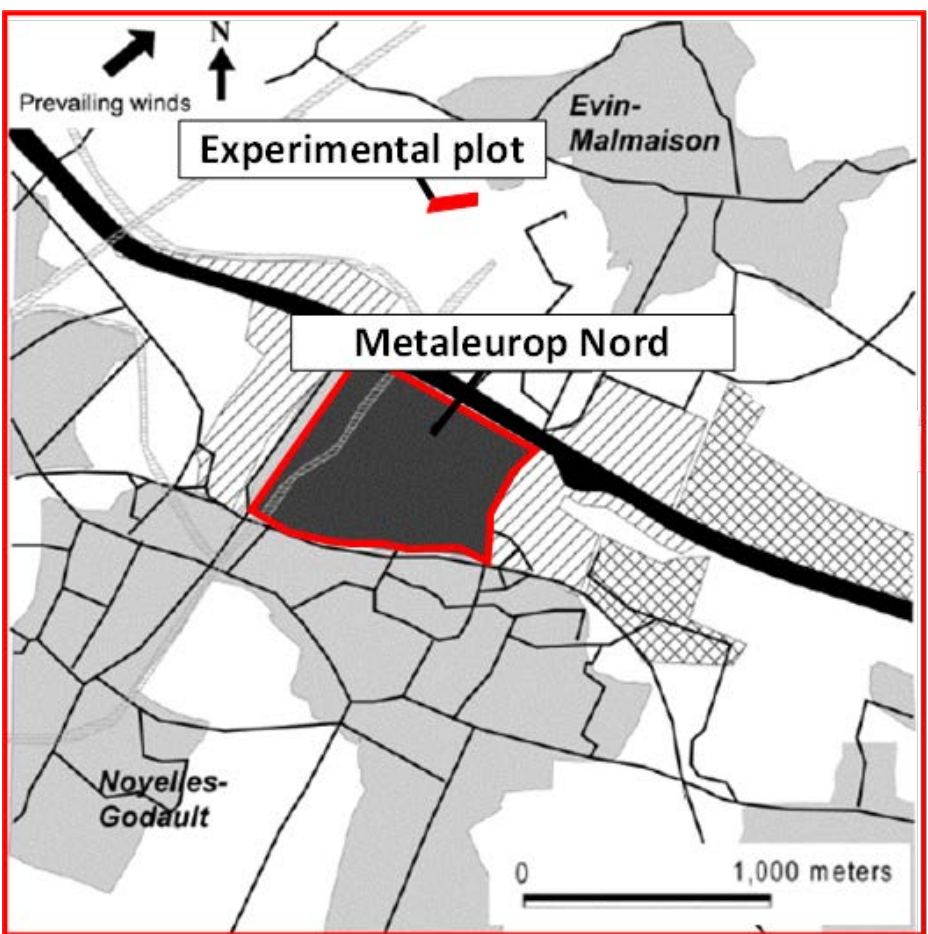 N
Prevailing winds
Evin-
Malmaison
Experimental plot
Metaleurop Nord
Noyelles-
Godault
0
1,000 meters